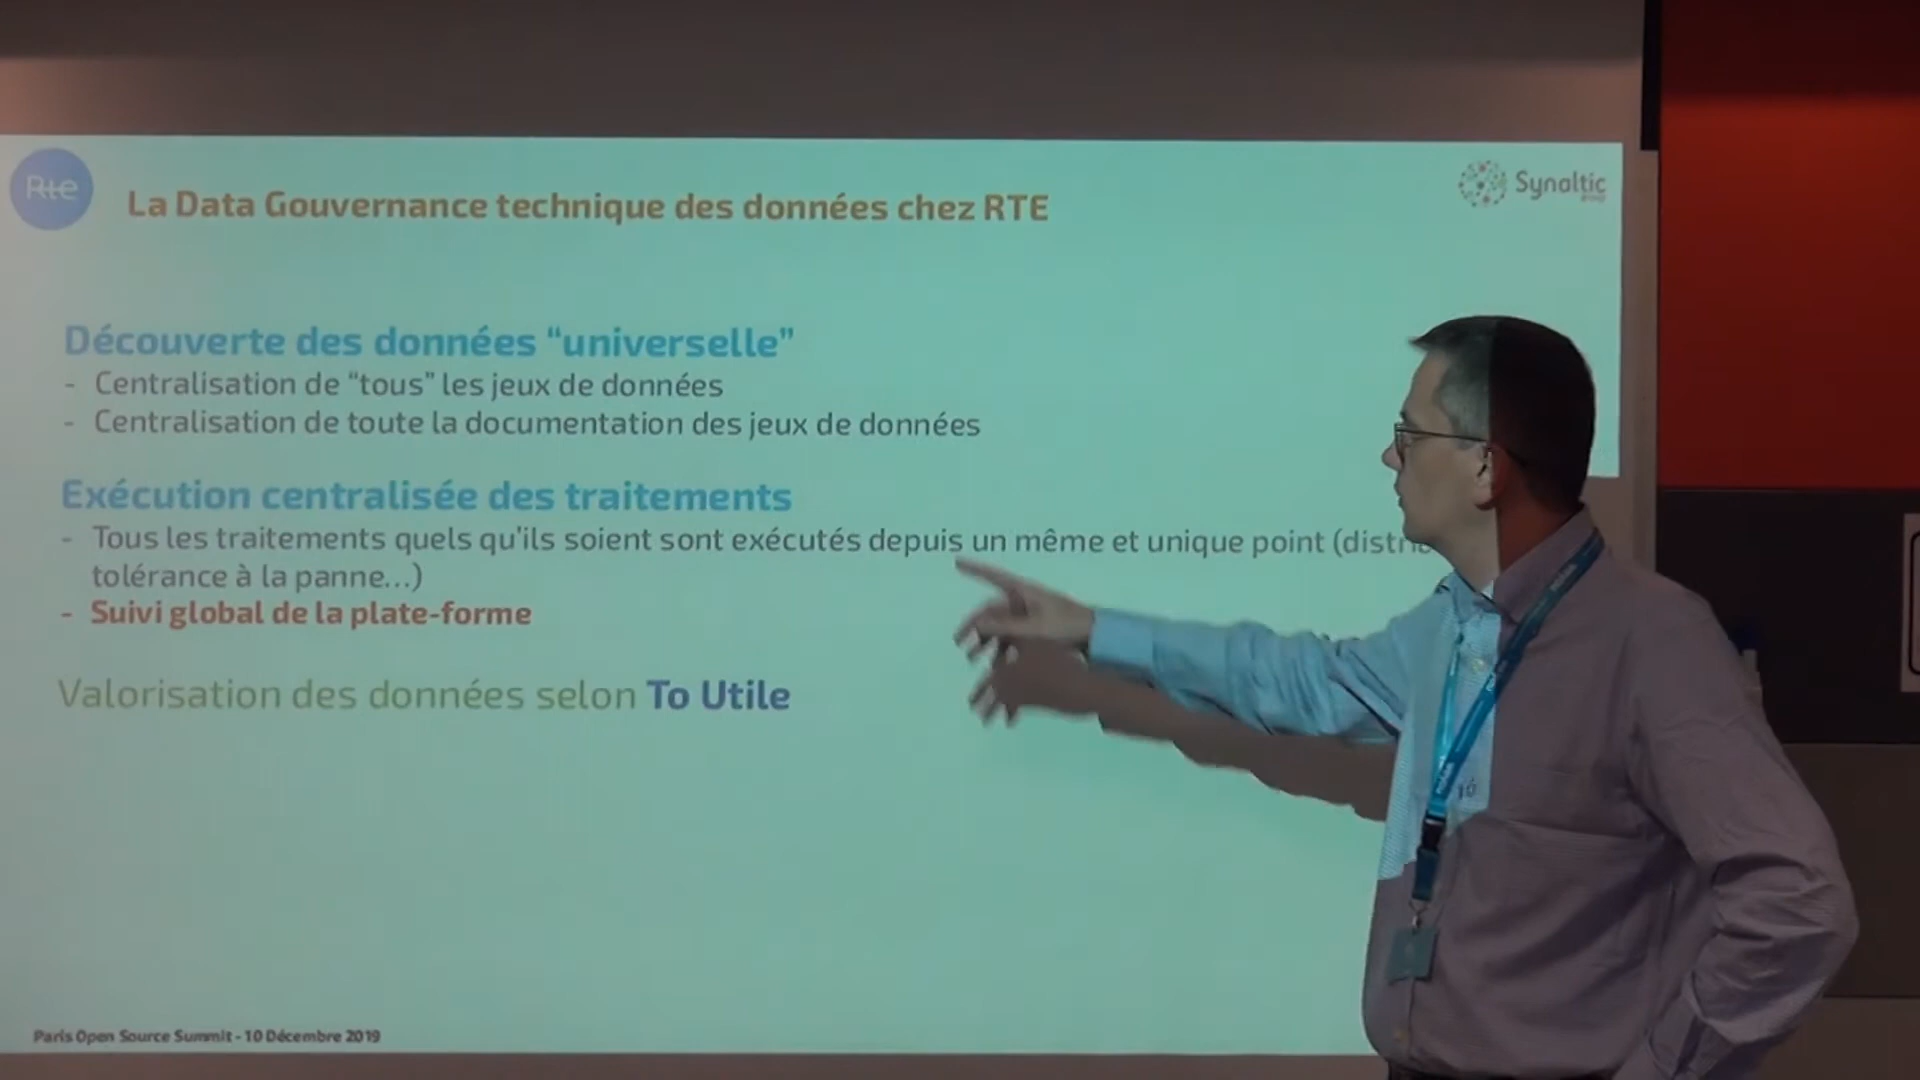 Rte
La Data Gouvernance technique des données chez RTE
Synaltic
Découverte des données “universelle”
- Centralisation de “tous” les jeux de données
- Centralisation de toute la documentation des jeux de données
Exécution centralisée des traitements
- Tous les traitements quels qu'ils soient sont exécutés depuis un même et unique point
tolérance à la panne...)
- Suivi global de la plate-forme
Valorisation des données selon To Utile
Paris Open Source Summit - 10 Décembre 2019